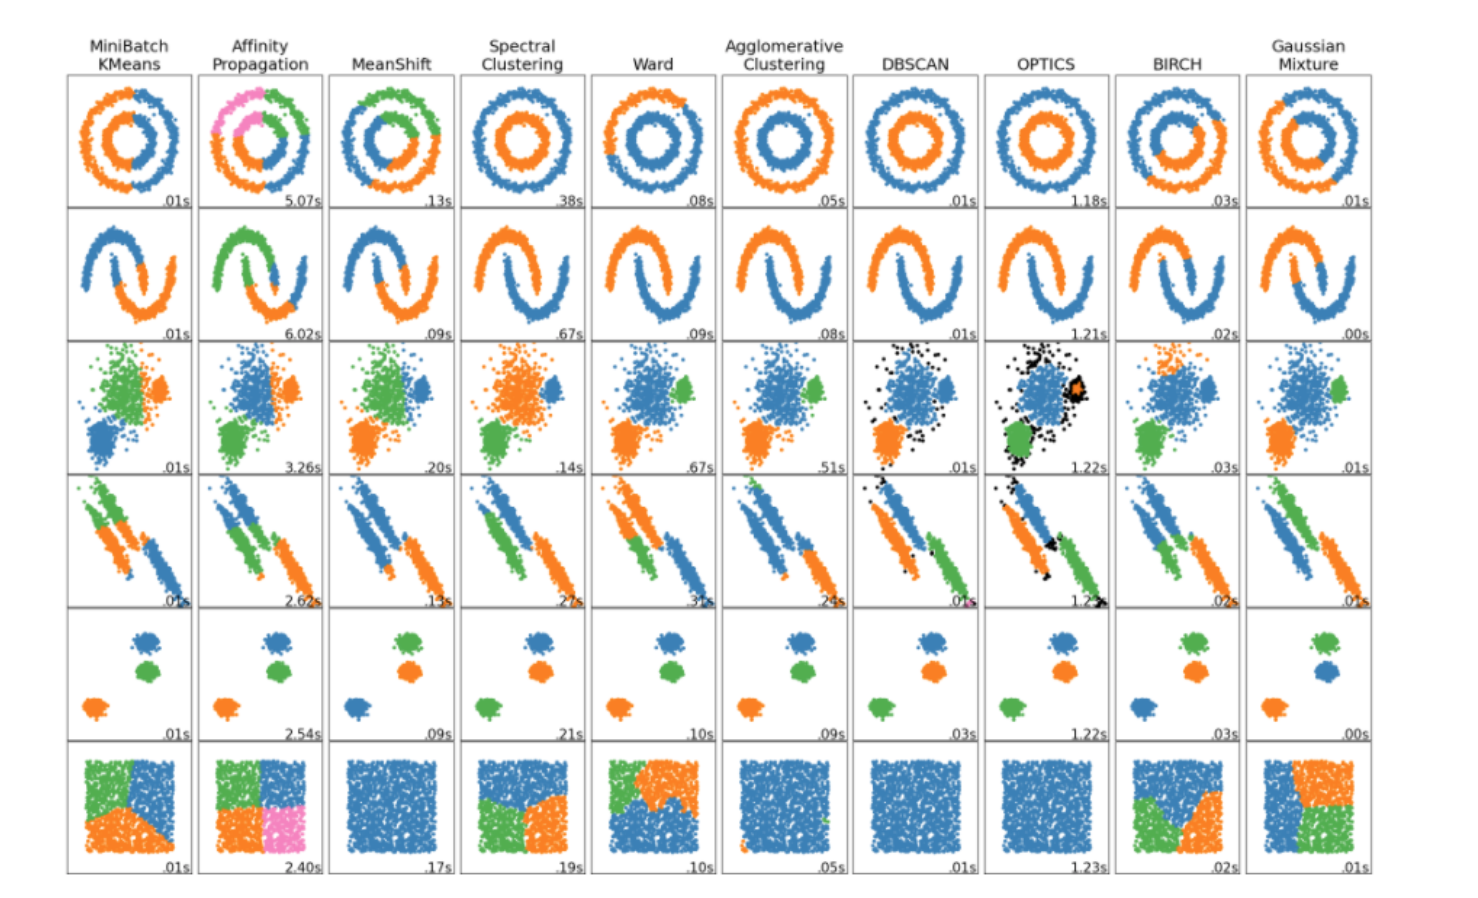 MiniBatch
KMeans
Affinity
Propagation
MeanShift
Spectral
Clustering
Ward
Agglomerative
Clustering
DBSCAN
OPTICS
BIRCH
Gaussian
Mixture
.01s 5.07s .13s .38s .08s .05s .01s 1.18s .03s .01s
.01s 6.02s .09s .67s .09s .08s .01s 1.21s .02s .00s
.01s 3.26s .20s .14s .67s .51s .01s 1.22s .03s .01s
.01s 2.62s .13s .27s .31s .24s .01s 1.23s .02s .01s
.01s 2.54s .09s .21s .10s .09s .03s 1.22s .03s .00s
.01s 2.40s .17s .19s .10s .05s .01s 1.23s .02s .01s